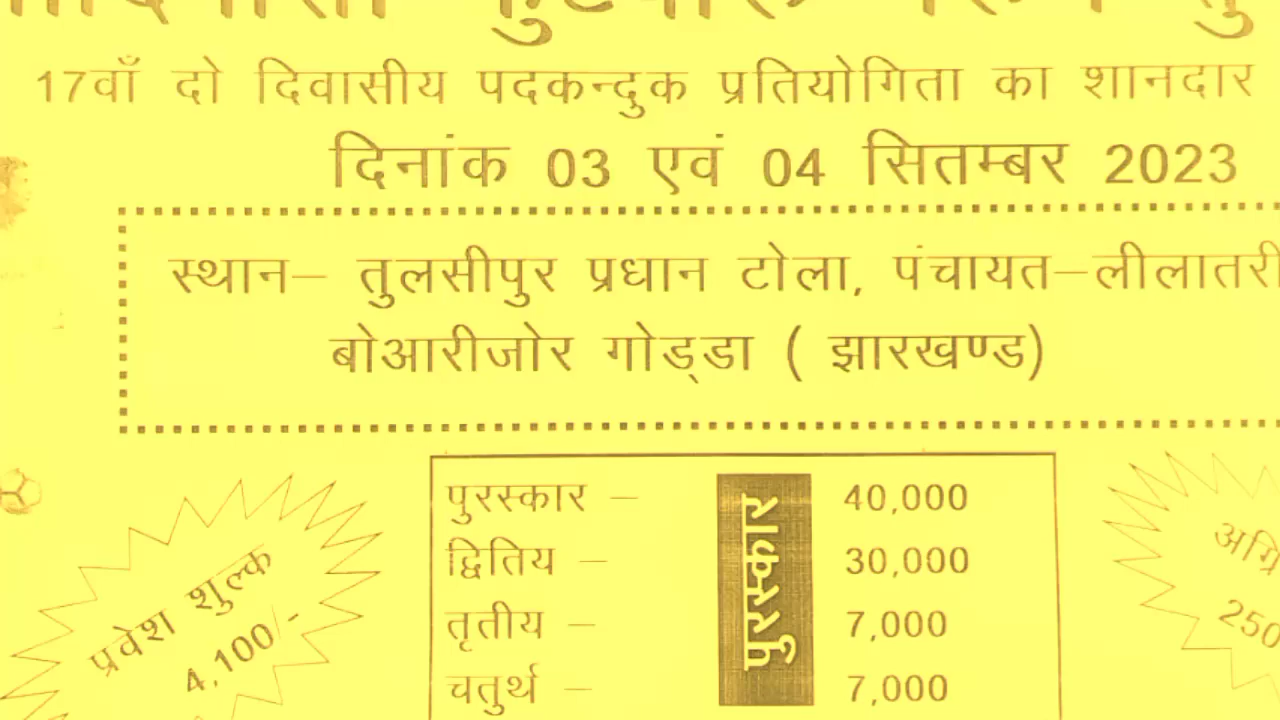 17वाँ दो दिवासीय पदकन्दुक प्रतियोगिता का शानदार
दिनांक 03 एवं 04 सितम्बर 2023
स्थान– तुलसीपुर प्रधान टोला, पंचायत–लीलातरी
बोआरीजोर गोड्डा ( झारखण्ड)
पुरस्कार – 40,000
द्वितिय – 30,000
तृतीय – 7,000
चतुर्थ – 7,000
पुरस्कार
प्रवेश शुल्क
4,100/-
250